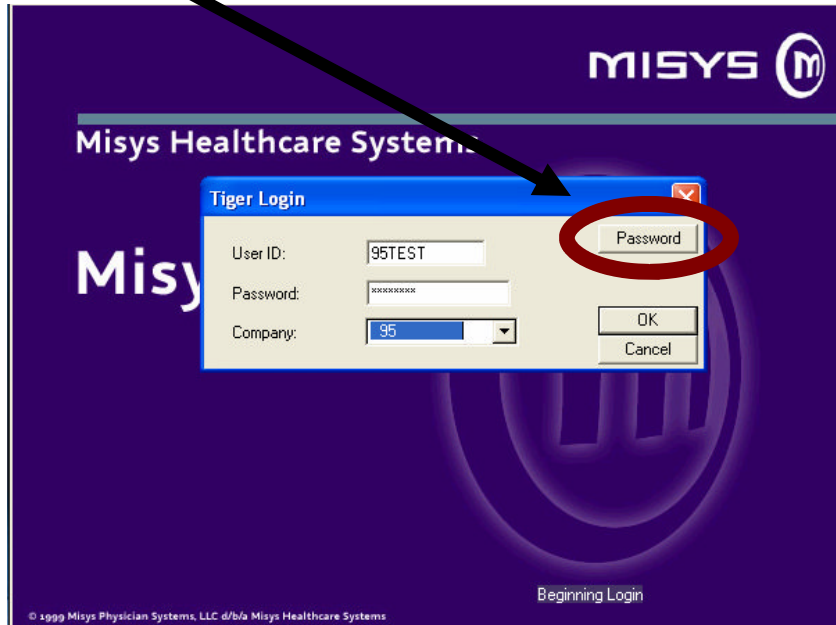 MISYS m
Misys Healthcare Systems
Tiger Login
Password
User ID: 95TEST
Password: ********
Company: 95
OK
Cancel
Beginning Login
© 1999 Misys Physician Systems, LLC d/b/a Misys Healthcare Systems